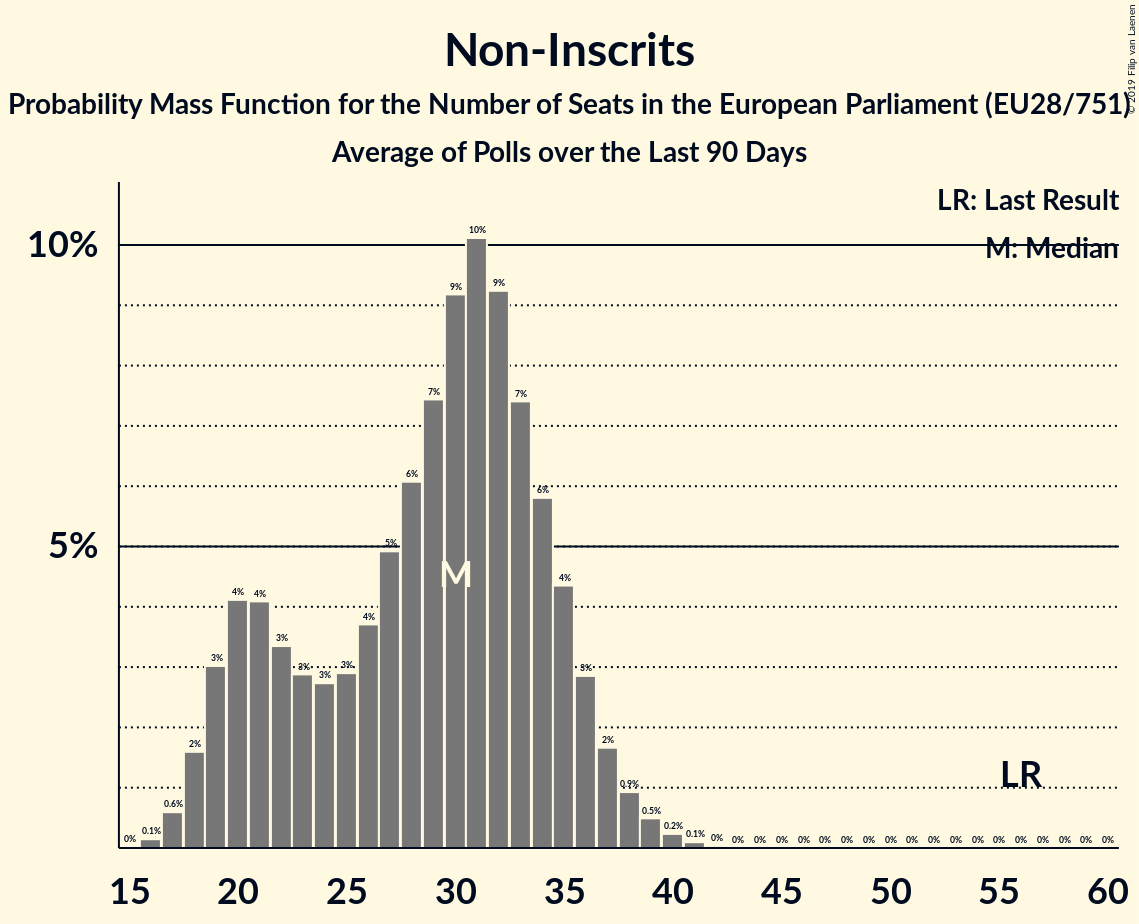 Non-Inscrits
Probability Mass Function for the Number of Seats in the European Parliament (EU28/751)
Average of Polls over the Last 90 Days
© 2019 Filip van Laenen
LR: Last Result
M: Median
10%
5%
0% 0.1% 0.6% 2% 3% 4% 4% 3% 3% 3% 3% 4% 5% 6% 7% 9% 10% 9% 7% 6% 4% 3% 2% 0.9% 0.5% 0.2% 0.1% 0% 0% 0% 0% 0% 0% 0% 0% 0% 0% 0% 0% 0% 0% 0% 0% 0% 0% 0%
M
LR
15 20 25 30 35 40 45 50 55 60